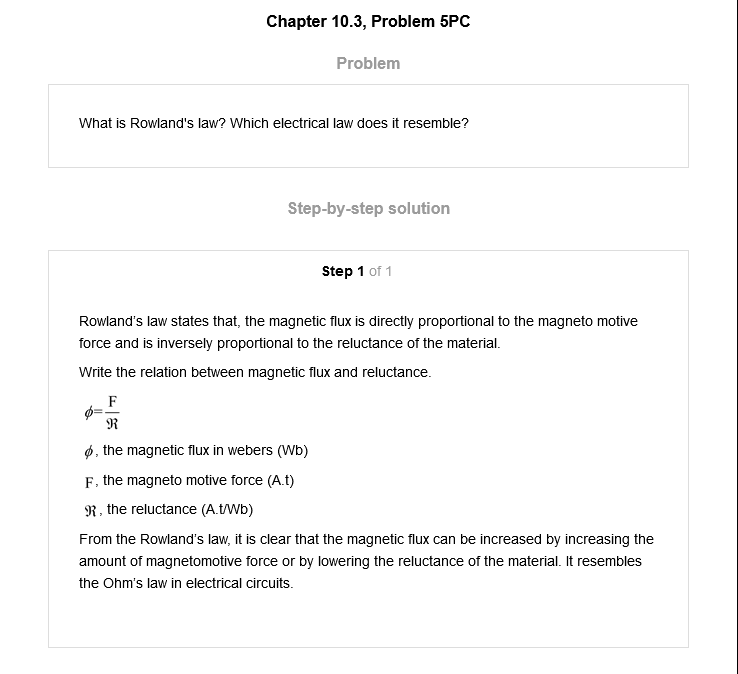 Chapter 10.3, Problem 5PC
Problem
What is Rowland's law? Which electrical law does it resemble?
Step-by-step solution
Step 1 of 1
Rowland's law states that, the magnetic flux is directly proportional to the magneto motive
force and is inversely proportional to the reluctance of the material.
Write the relation between magnetic flux and reluctance.
ϕ=F/ℜ
ϕ, the magnetic flux in webers (Wb)
F, the magneto motive force (A.t)
ℜ, the reluctance (A.t/Wb)
From the Rowland's law, it is clear that the magnetic flux can be increased by increasing the
amount of magnetomotive force or by lowering the reluctance of the material. It resembles
the Ohm's law in electrical circuits.